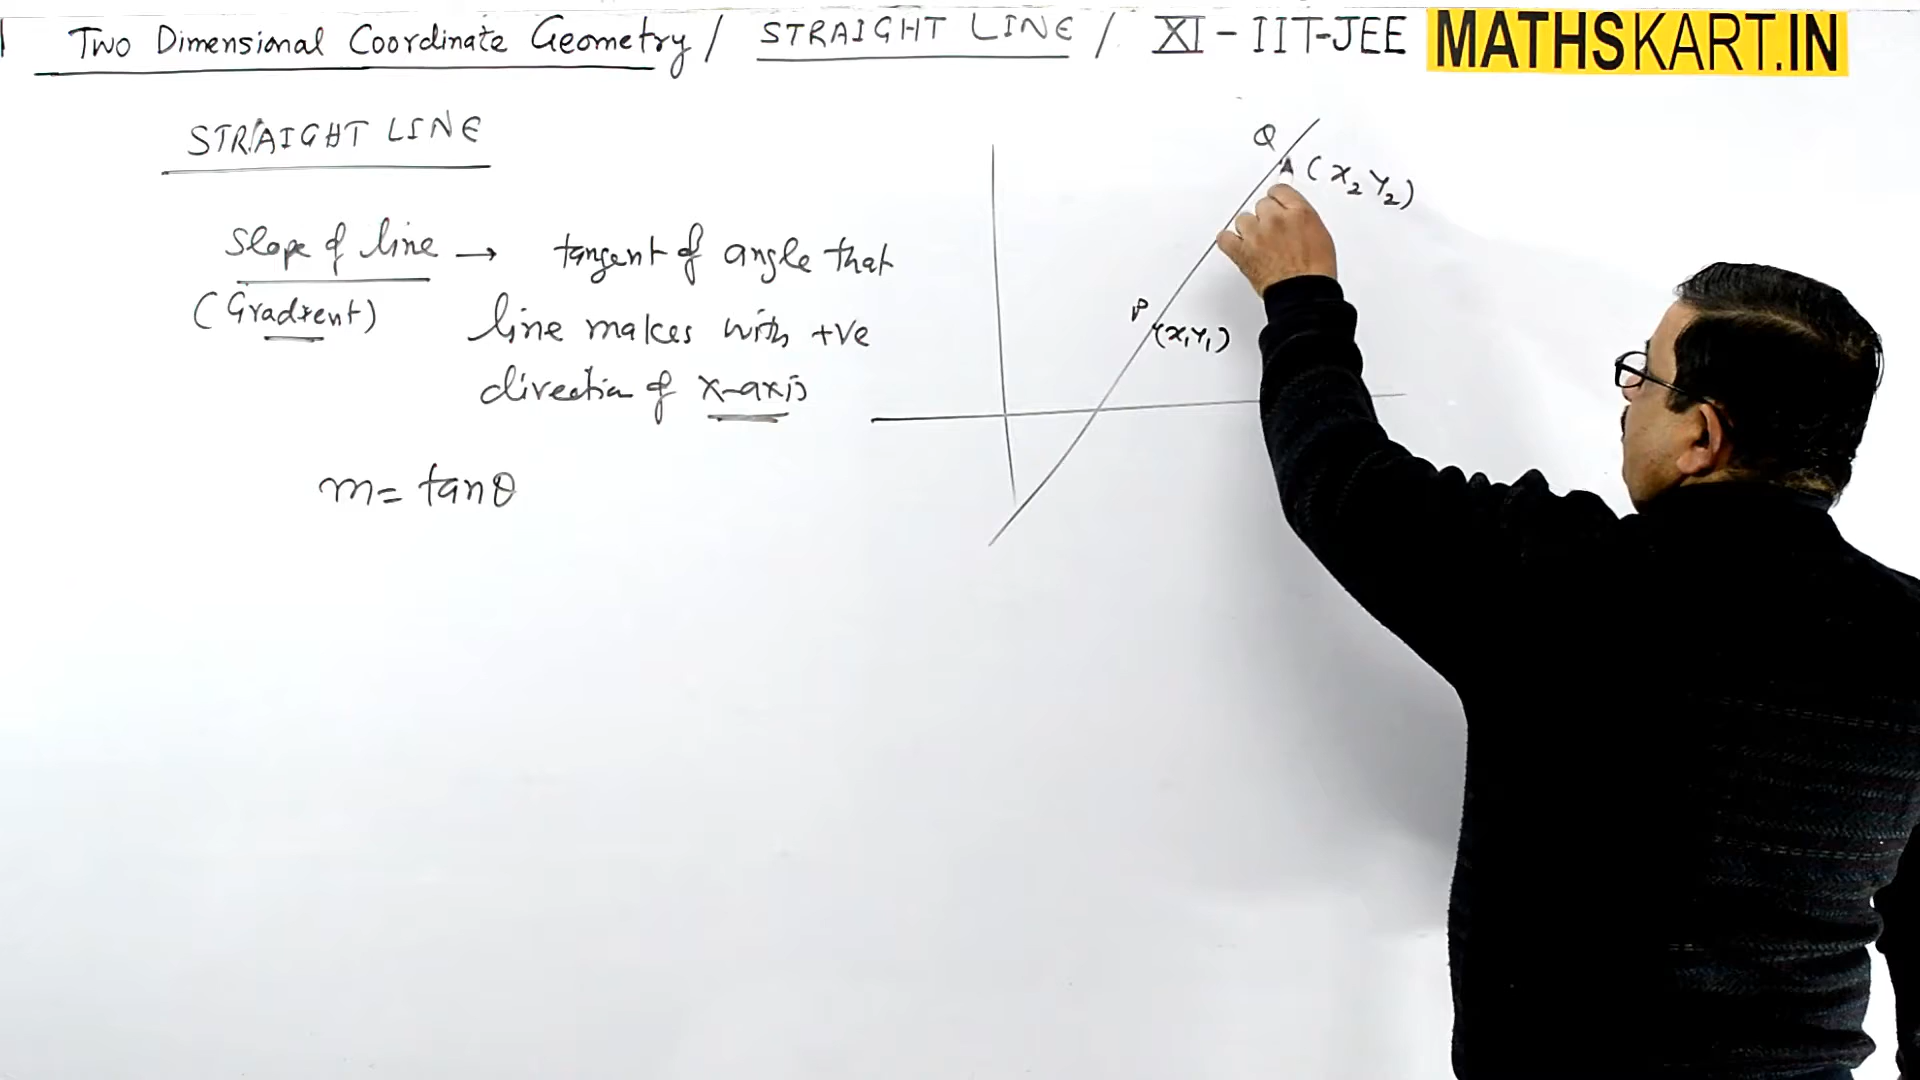 Two Dimensional Coordinate Geometry / STRAIGHT LINE / XI - IIT-JEE MATHSKART.IN
STRAIGHT LINE
Slope of line → tangent of angle that
(Gradient) line makes with +ve
direction of x-axis
m = tanθ
Q
(x₂ y₂)
P
(x₁ y₁)